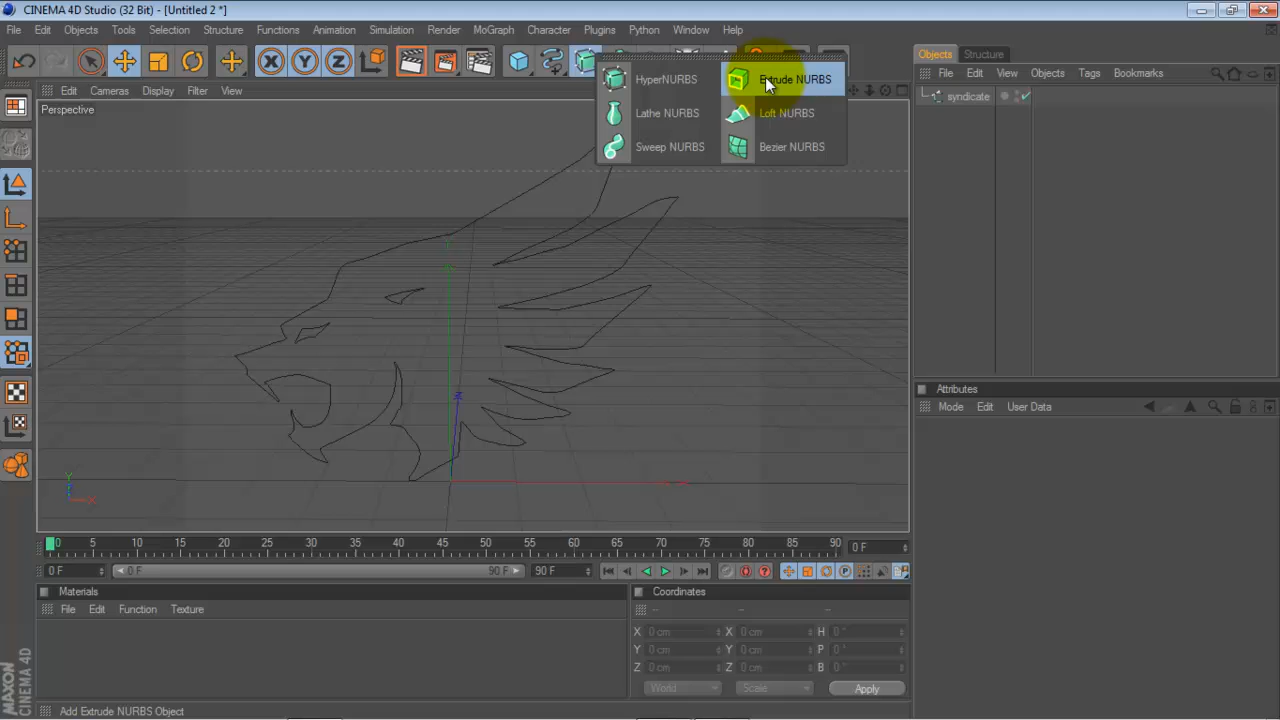 CINEMA 4D Studio (32 Bit) - [Untitled 2 *]
File Edit Objects Tools Selection Structure Functions Animation Simulation Render MoGraph Character Plugins Python Window Help
Objects Structure
File Edit View Objects Tags Bookmarks
syndicate
Edit Cameras Display Filter View
Perspective
HyperNURBS Extrude NURBS
Lathe NURBS Loft NURBS
Sweep NURBS Bezier NURBS
Y
Z
Y
Z X
Attributes
Mode Edit User Data
0 5 10 15 20 25 30 35 40 45 50 55 60 65 70 75 80 85 90 0 F
0 F 0 F 90 F 90 F
Materials
File Edit Function Texture
Coordinates
-- -- --
X 0 cm X 0 cm H 0 °
Y 0 cm Y 0 cm P 0 °
Z 0 cm Z 0 cm B 0 °
World Scale Apply
MAXON
CINEMA 4D
Add Extrude NURBS Object